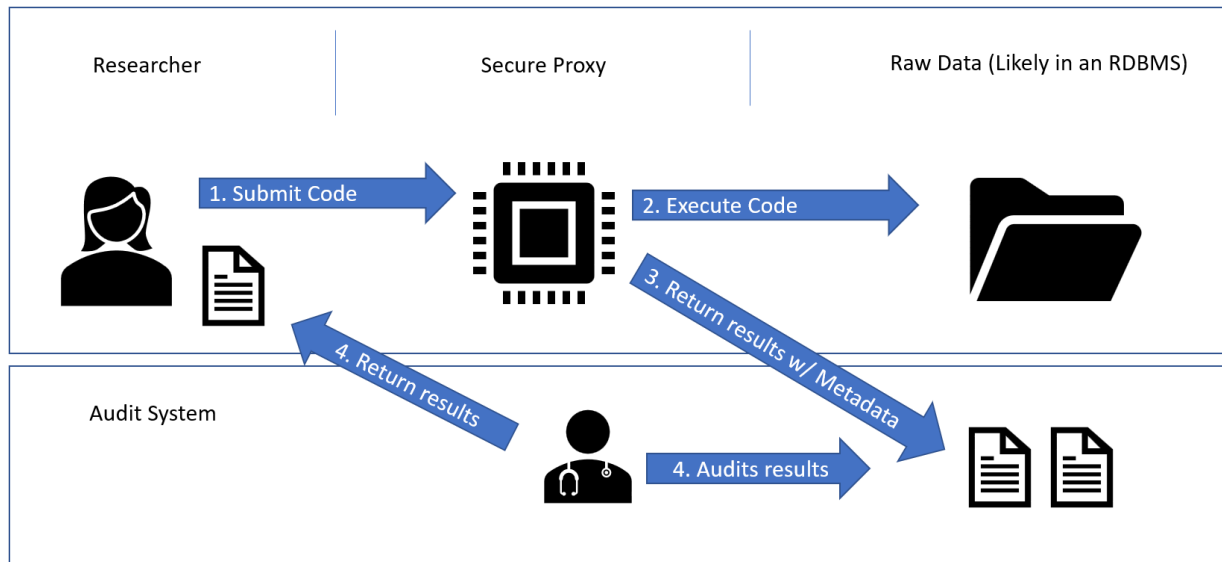 Researcher
Secure Proxy
Raw Data (Likely in an RDBMS)
1. Submit Code
2. Execute Code
3. Return results w/ Metadata
4. Return results
Audit System
4. Audits results